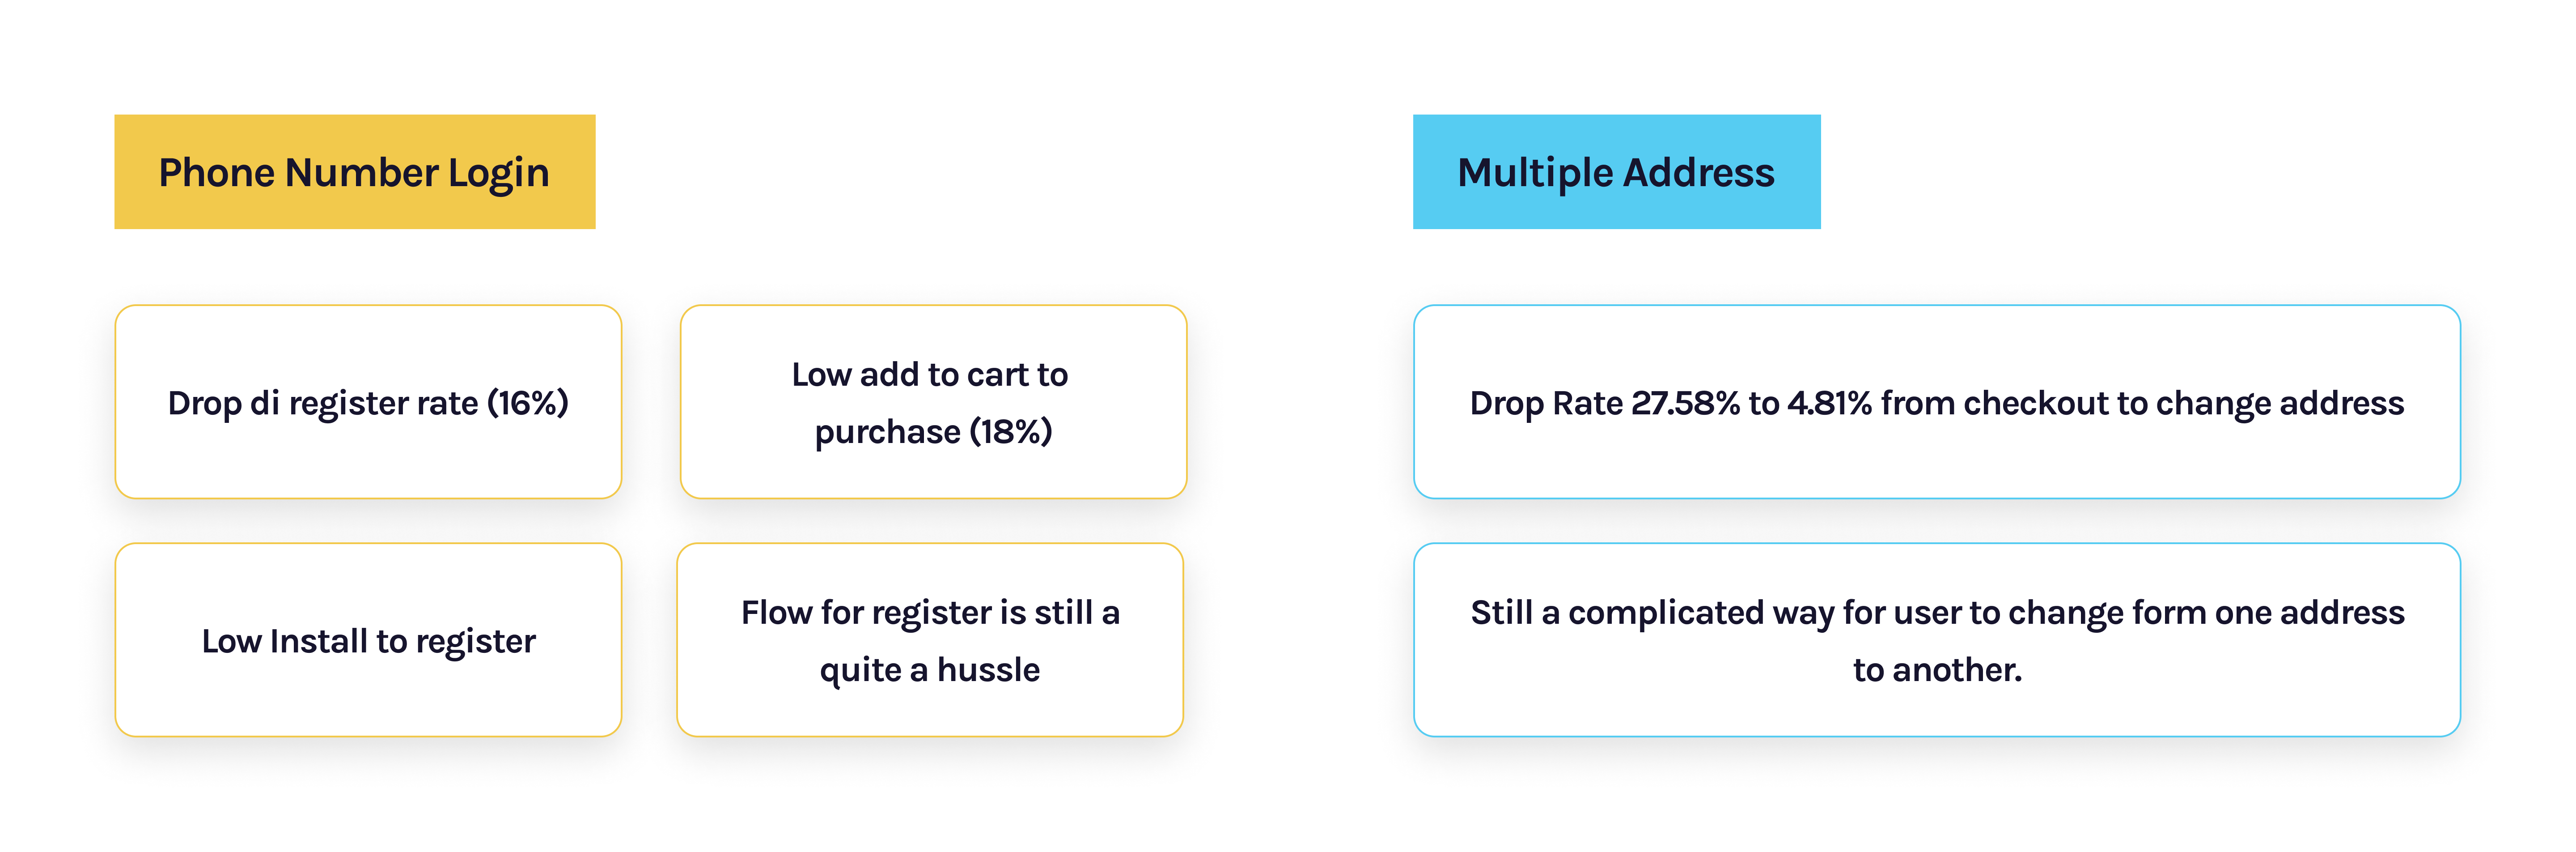 Phone Number Login
Drop di register rate (16%)
Low add to cart to
purchase (18%)
Low Install to register
Flow for register is still a
quite a hussle
Multiple Address
Drop Rate 27.58% to 4.81% from checkout to change address
Still a complicated way for user to change form one address
to another.